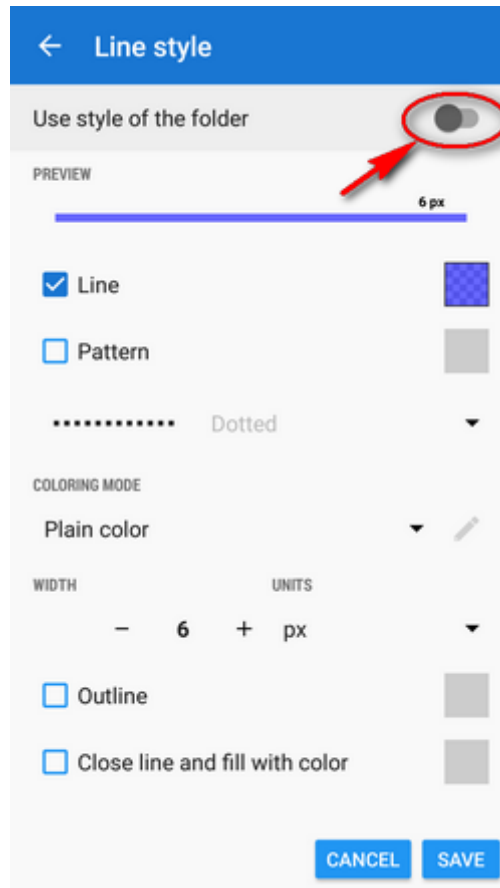 Line style
Use style of the folder
PREVIEW
6 px
Line
Pattern
Dotted
COLORING MODE
Plain color
WIDTH UNITS
− 6 + px
Outline
Close line and fill with color
CANCEL SAVE